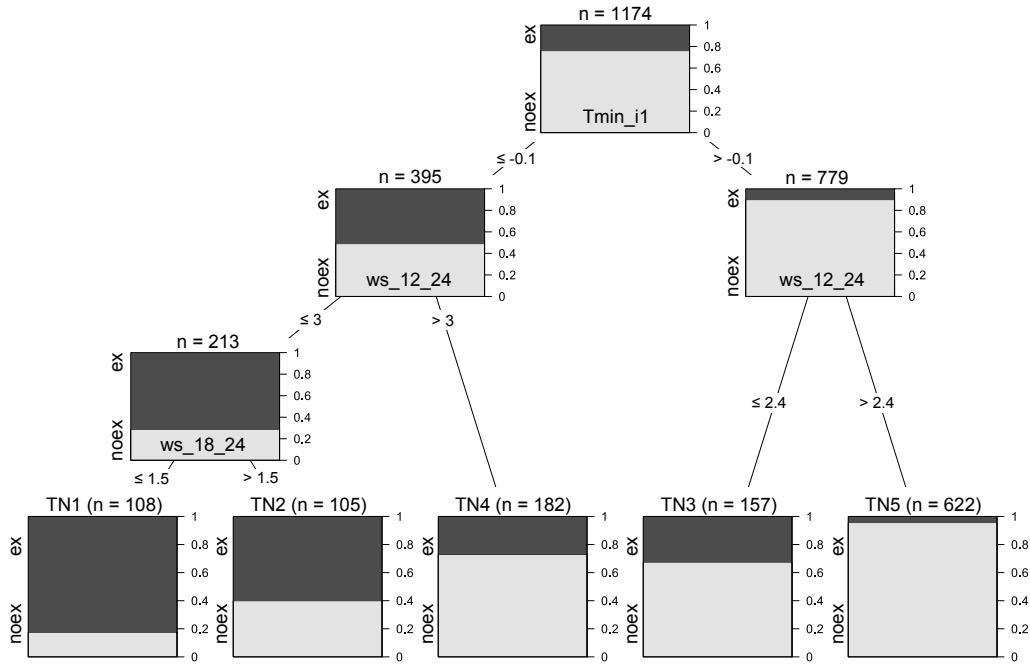 n = 1174
ex
noex
Tmin_i1
1
0.8
0.6
0.4
0.2
0
≤ -0.1
> -0.1
n = 395
ex
noex
ws_12_24
1
0.8
0.6
0.4
0.2
0
n = 779
ex
noex
ws_12_24
1
0.8
0.6
0.4
0.2
0
≤ 3
> 3
n = 213
ex
noex
ws_18_24
1
0.8
0.6
0.4
0.2
0
≤ 2.4
> 2.4
≤ 1.5
> 1.5
TN1 (n = 108)
ex
noex
1
0.8
0.6
0.4
0.2
0
TN2 (n = 105)
ex
noex
1
0.8
0.6
0.4
0.2
0
TN4 (n = 182)
ex
noex
1
0.8
0.6
0.4
0.2
0
TN3 (n = 157)
ex
noex
1
0.8
0.6
0.4
0.2
0
TN5 (n = 622)
ex
noex
1
0.8
0.6
0.4
0.2
0